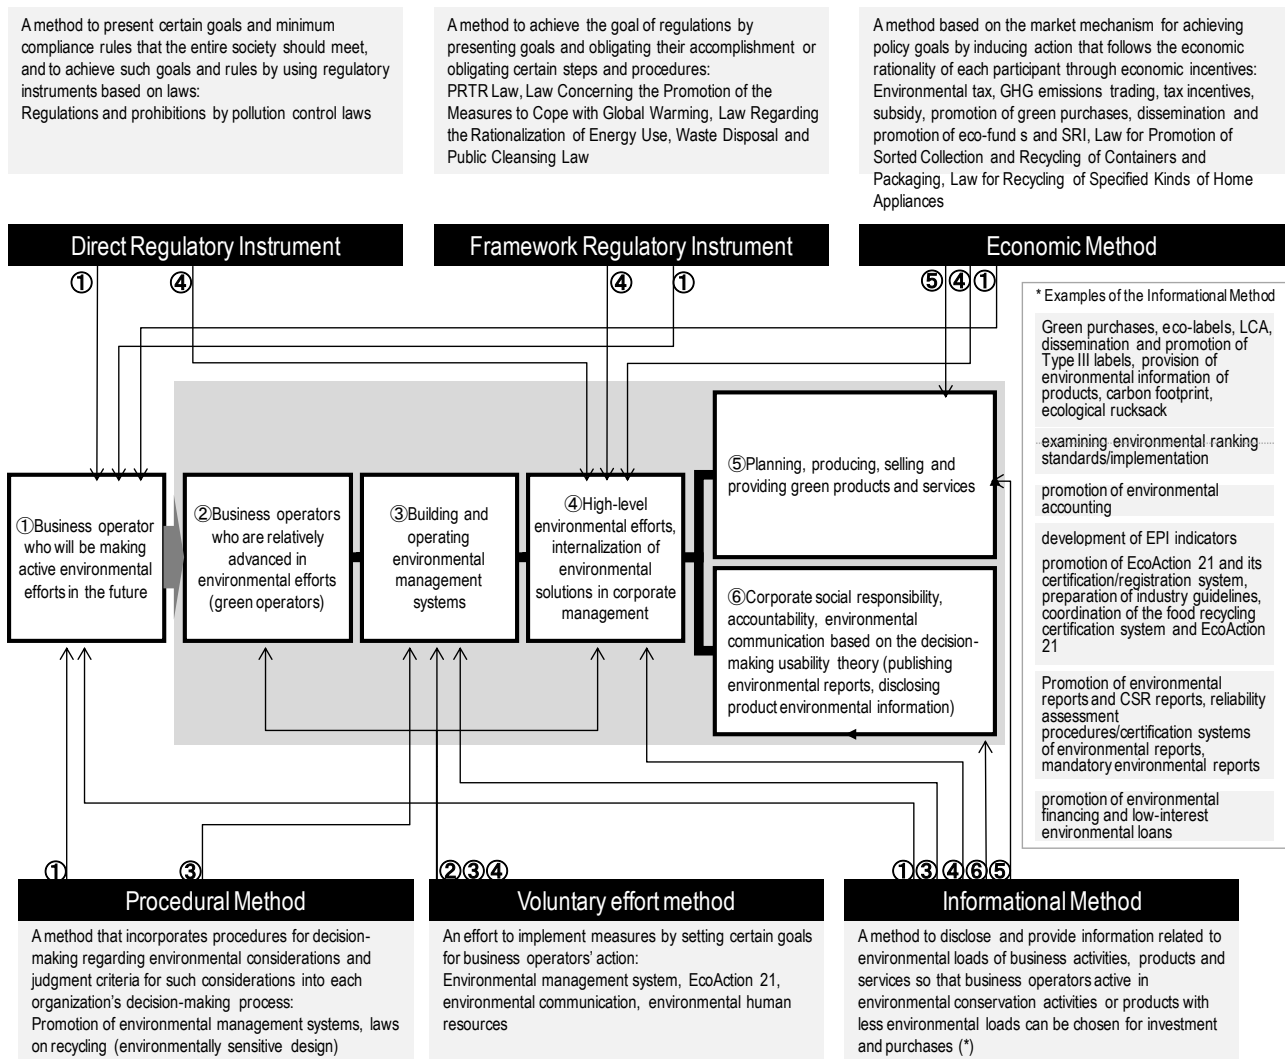 A method to present certain goals and minimum
compliance rules that the entire society should meet,
and to achieve such goals and rules by using regulatory
instruments based on laws:
Regulations and prohibitions by pollution control laws
A method to achieve the goal of regulations by
presenting goals and obligating their accomplishment or
obligating certain steps and procedures:
PRTR Law, Law Concerning the Promotion of the
Measures to Cope with Global Warming, Law Regarding
the Rationalization of Energy Use, Waste Disposal and
Public Cleansing Law
A method based on the market mechanism for achieving
policy goals by inducing action that follows the economic
rationality of each participant through economic incentives:
Environmental tax, GHG emissions trading, tax incentives,
subsidy, promotion of green purchases, dissemination and
promotion of eco-fund s and SRI, Law for Promotion of
Sorted Collection and Recycling of Containers and
Packaging, Law for Recycling of Specified Kinds of Home
Appliances
Direct Regulatory Instrument
Framework Regulatory Instrument
Economic Method
① ④ ④ ① ⑤ ④ ①
* Examples of the Informational Method
Green purchases, eco-labels, LCA,
dissemination and promotion of
Type III labels, provision of
environmental information of
products, carbon footprint,
ecological rucksack
examining environmental ranking
standards/implementation
promotion of environmental
accounting
development of EPI indicators
promotion of EcoAction 21 and its
certification/registration system,
preparation of industry guidelines,
coordination of the food recycling
certification system and EcoAction
21
Promotion of environmental
reports and CSR reports, reliability
assessment
procedures/certification systems
of environmental reports,
mandatory environmental reports
promotion of environmental
financing and low-interest
environmental loans
①Business operator
who will be making
active environmental
efforts in the future
②Business operators
who are relatively
advanced in
environmental efforts
(green operators)
③Building and
operating
environmental
management
systems
④High-level
environmental efforts,
internalization of
environmental
solutions in corporate
management
⑤Planning, producing, selling and
providing green products and services
⑥Corporate social responsibility,
accountability, environmental
communication based on the decision-
making usability theory (publishing
environmental reports, disclosing
product environmental information)
① ③ ②③④ ① ③ ④ ⑥ ⑤
Procedural Method
Voluntary effort method
Informational Method
A method that incorporates procedures for decision-
making regarding environmental considerations and
judgment criteria for such considerations into each
organization's decision-making process:
Promotion of environmental management systems, laws
on recycling (environmentally sensitive design)
An effort to implement measures by setting certain goals
for business operators' action:
Environmental management system, EcoAction 21,
environmental communication, environmental human
resources
A method to disclose and provide information related to
environmental loads of business activities, products and
services so that business operators active in
environmental conservation activities or products with
less environmental loads can be chosen for investment
and purchases (*)